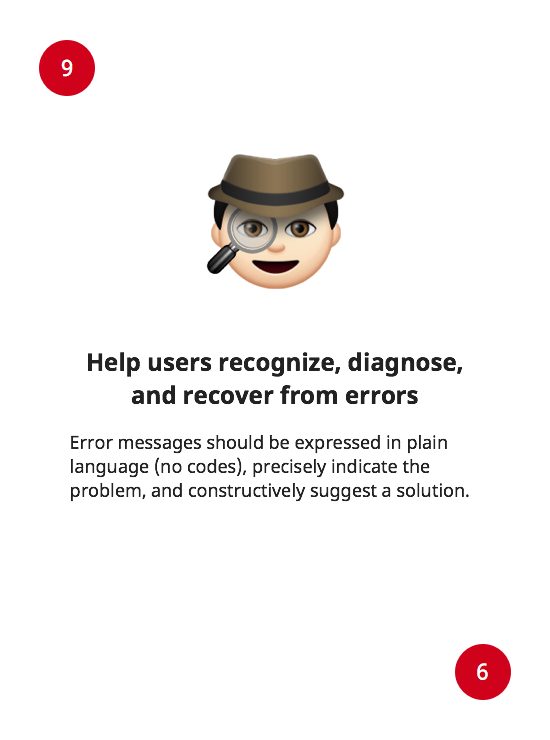 9
Help users recognize, diagnose,
and recover from errors
Error messages should be expressed in plain
language (no codes), precisely indicate the
problem, and constructively suggest a solution.
6